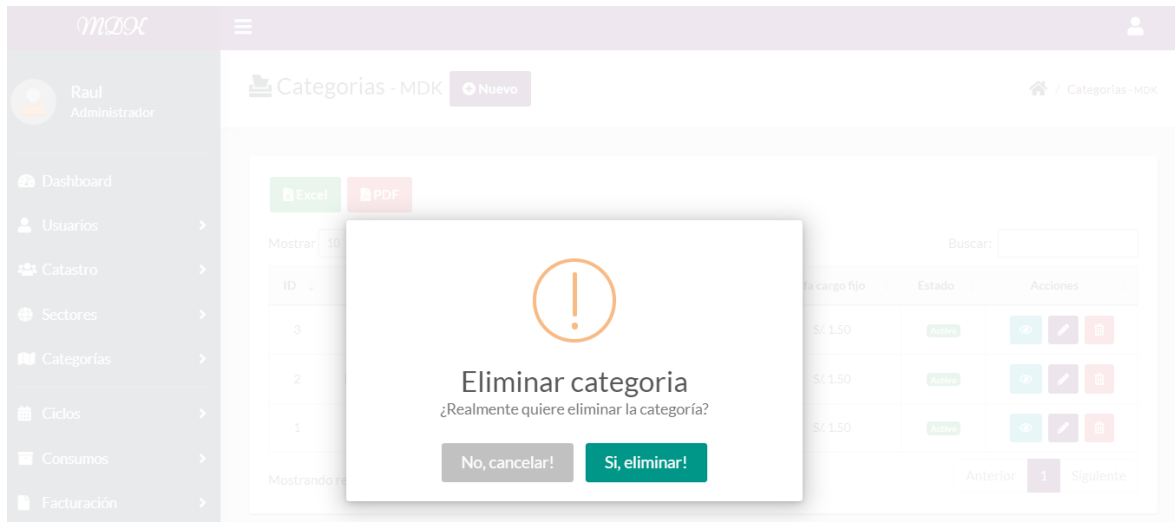 MDK
Raul
Administrador
Categorias - MDK
Nuevo
/ Categorias - MDK
Dashboard
Usuarios
Catastro
Sectores
Categorías
Ciclos
Consumos
Facturación
Excel
PDF
Mostrar 10
Buscar:
ID
cargo fijo
Estado
Acciones
3
S/. 1.50
Activo
2
S/. 1.50
Activo
1
S/. 1.50
Activo
Mostrando
Anterior 1 Siguiente
Eliminar categoria
¿Realmente quiere eliminar la categoría?
No, cancelar!
Si, eliminar!